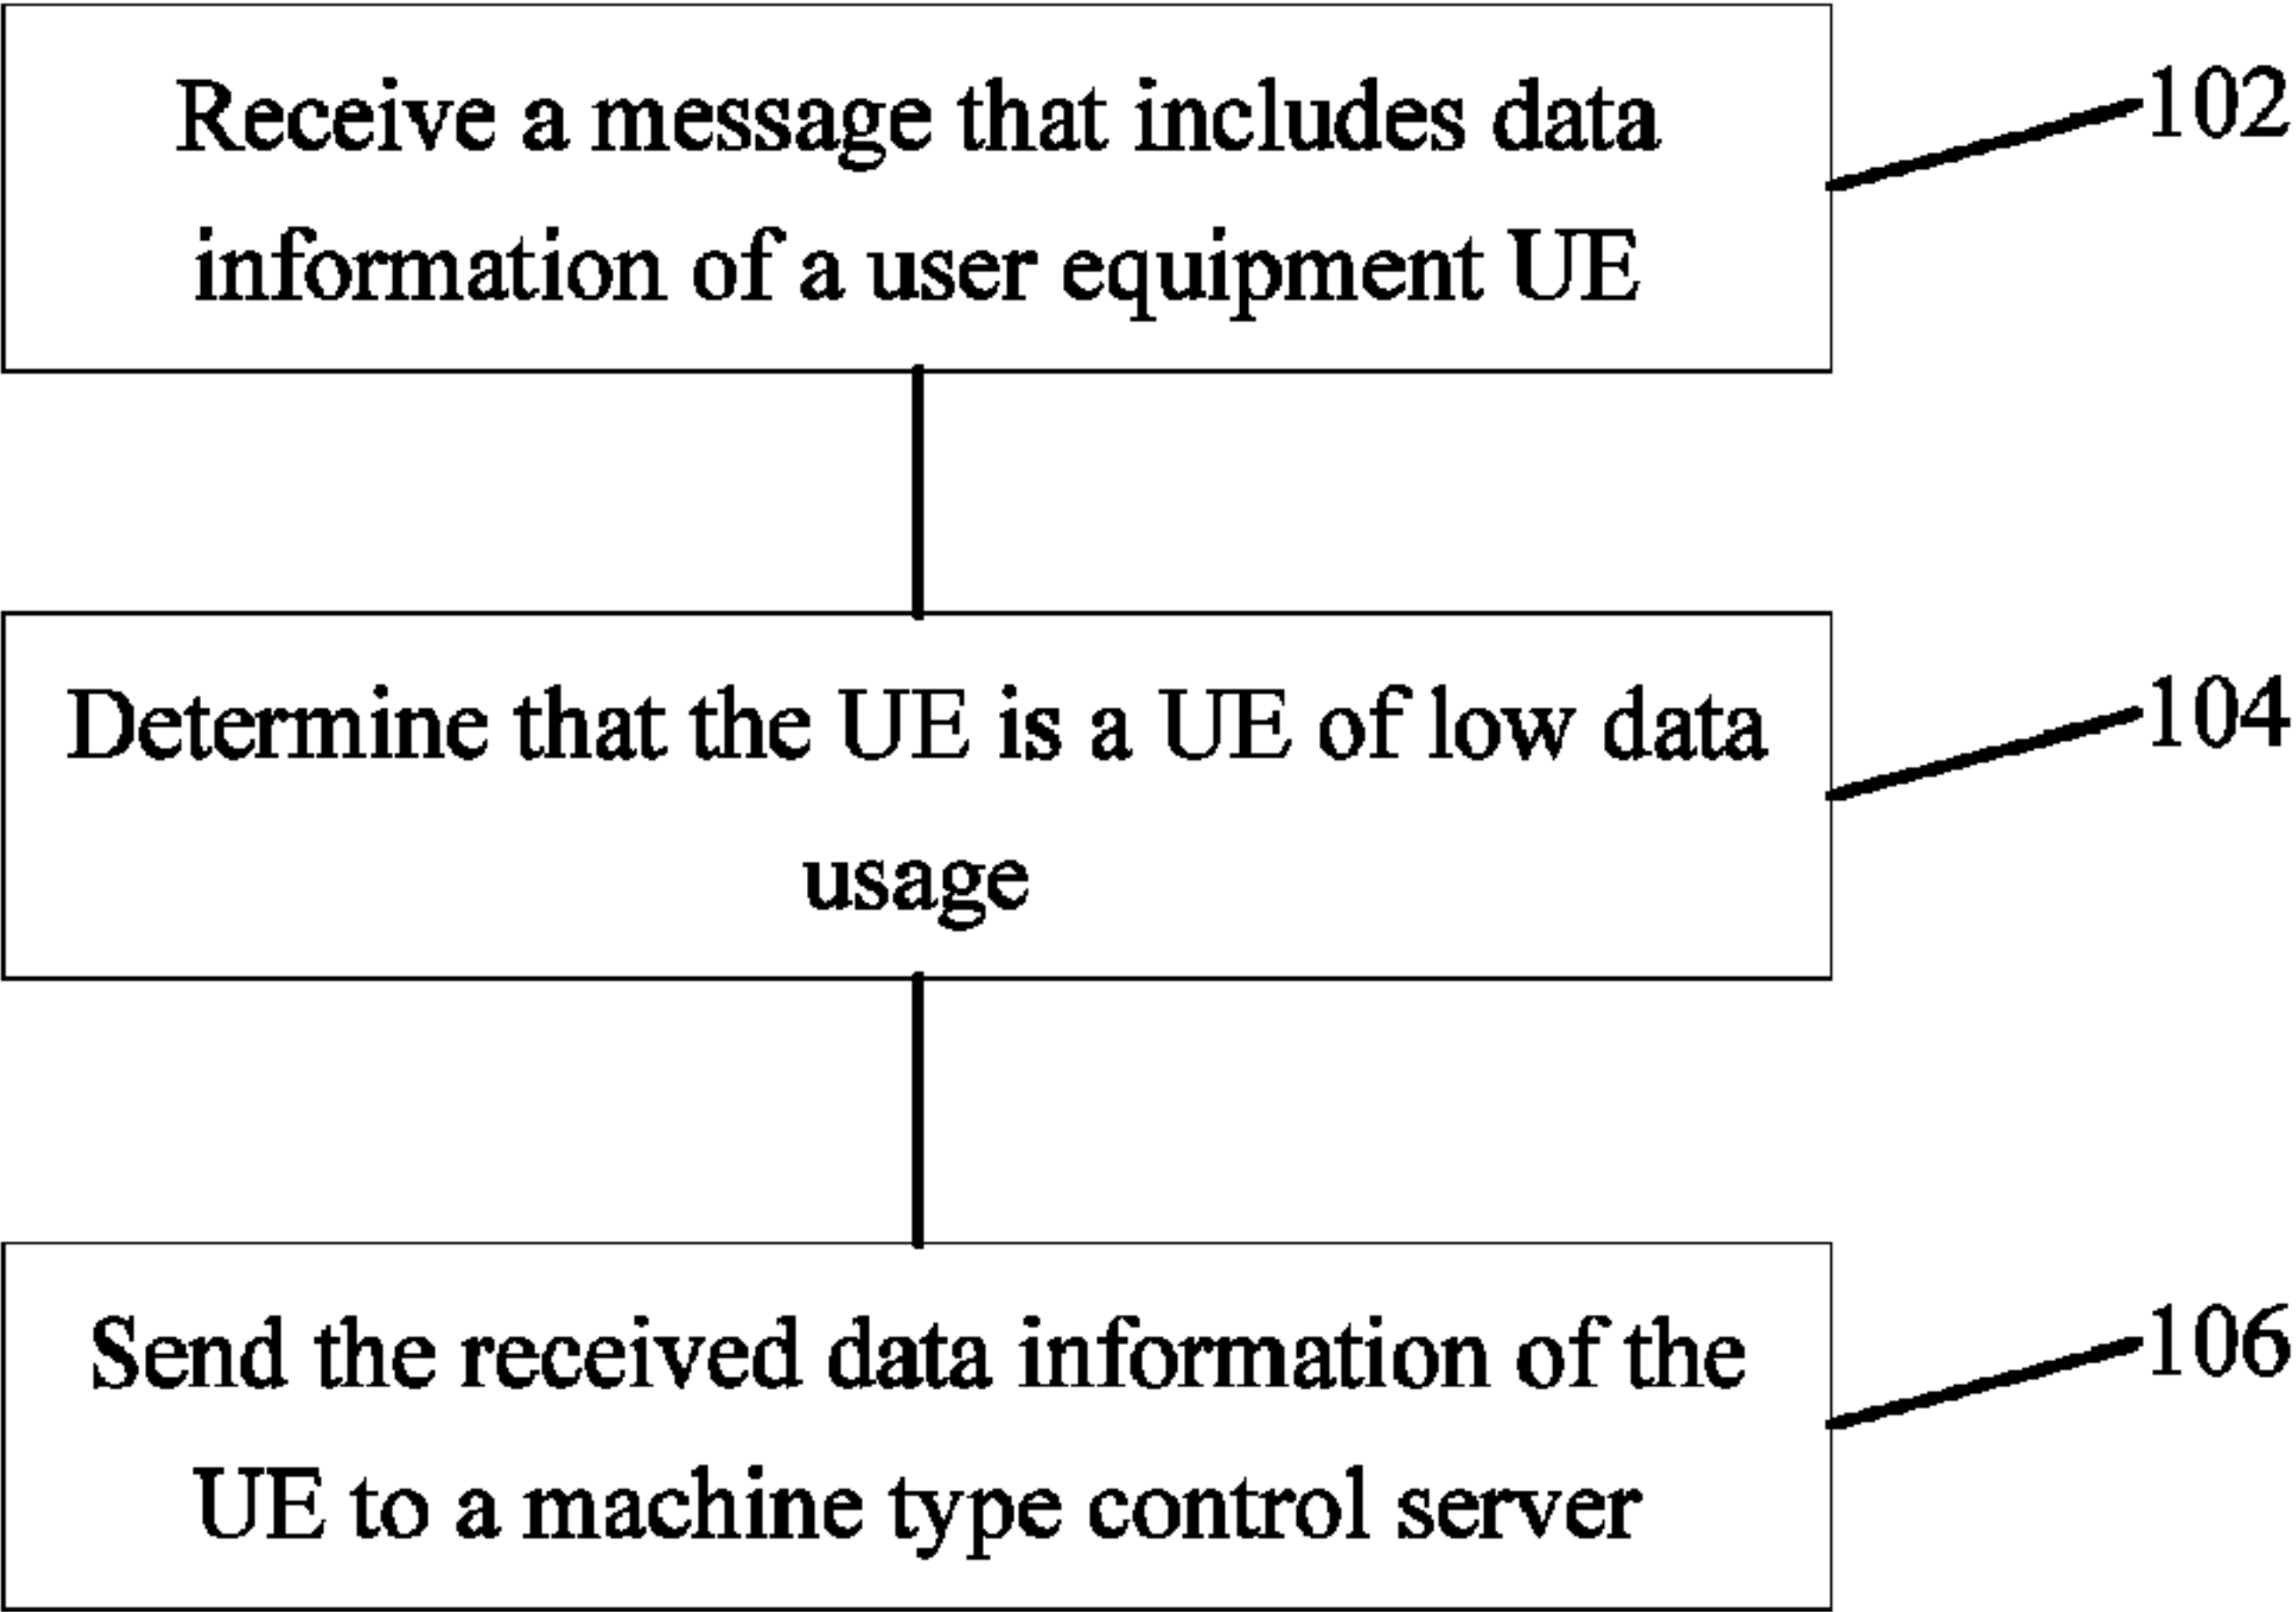 Receive a message that includes data
information of a user equipment UE
102
Determine that the UE is a UE of low data
usage
104
Send the received data information of the
UE to a machine type control server
106